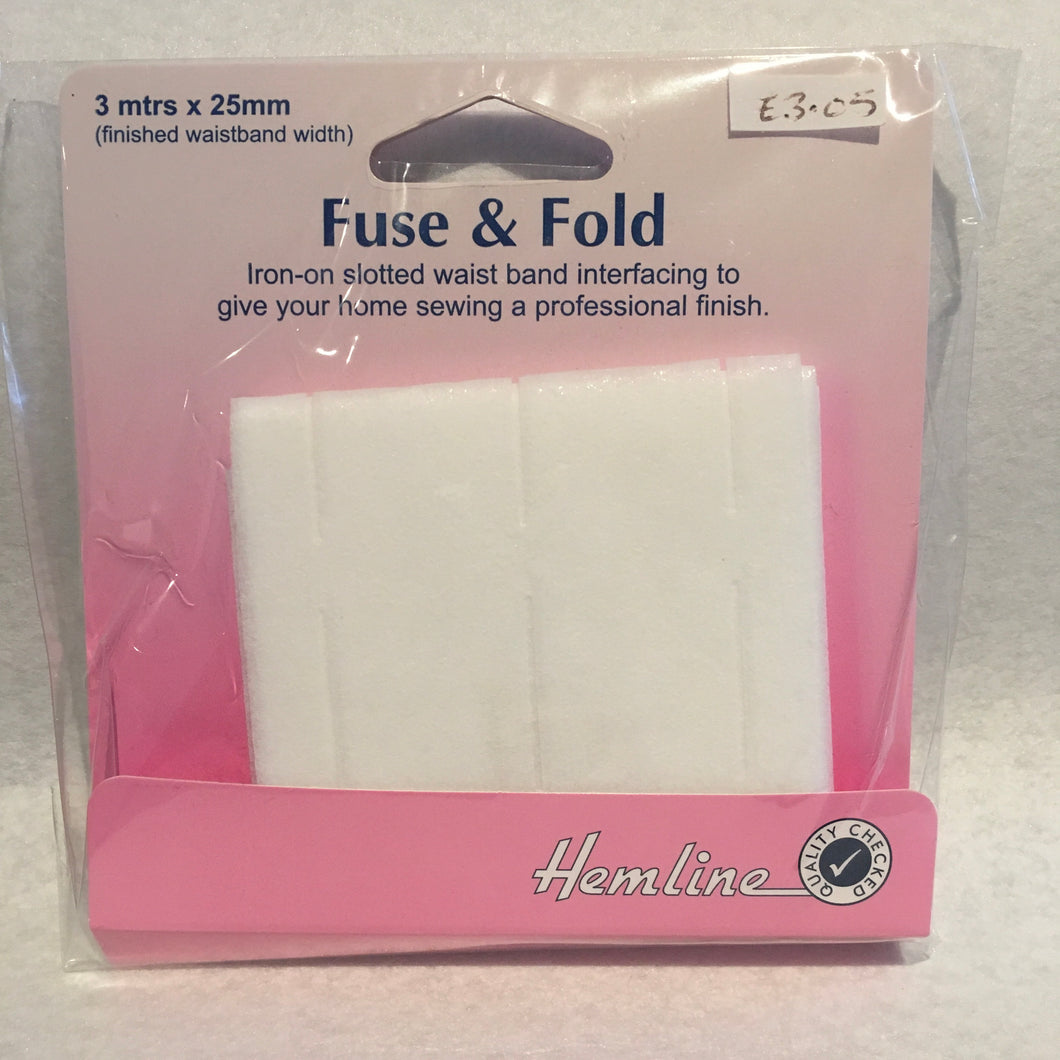 3 mtrs x 25mm
(finished waistband width)
£3.05
Fuse & Fold
Iron-on slotted waist band interfacing to
give your home sewing a professional finish.
Hemline
QUALITY CHECKED